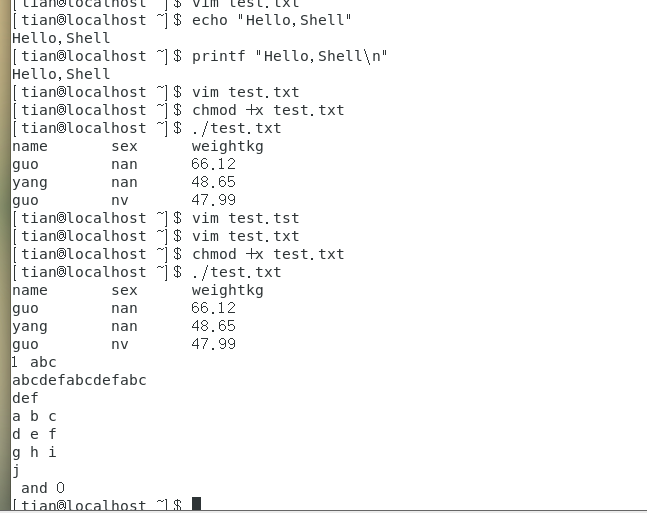 [tian@localhost ~]$ vim test.txt
[tian@localhost ~]$ echo "Hello,Shell"
Hello,Shell
[tian@localhost ~]$ printf "Hello,Shell\n"
Hello,Shell
[tian@localhost ~]$ vim test.txt
[tian@localhost ~]$ chmod +x test.txt
[tian@localhost ~]$ ./test.txt
name sex weightkg
guo nan 66.12
yang nan 48.65
guo nv 47.99
[tian@localhost ~]$ vim test.tst
[tian@localhost ~]$ vim test.txt
[tian@localhost ~]$ chmod +x test.txt
[tian@localhost ~]$ ./test.txt
name sex weightkg
guo nan 66.12
yang nan 48.65
guo nv 47.99
1 abc
abcdefabcdefabc
def
a b c
d e f
g h i
j
and 0
[tian@localhost ~]$